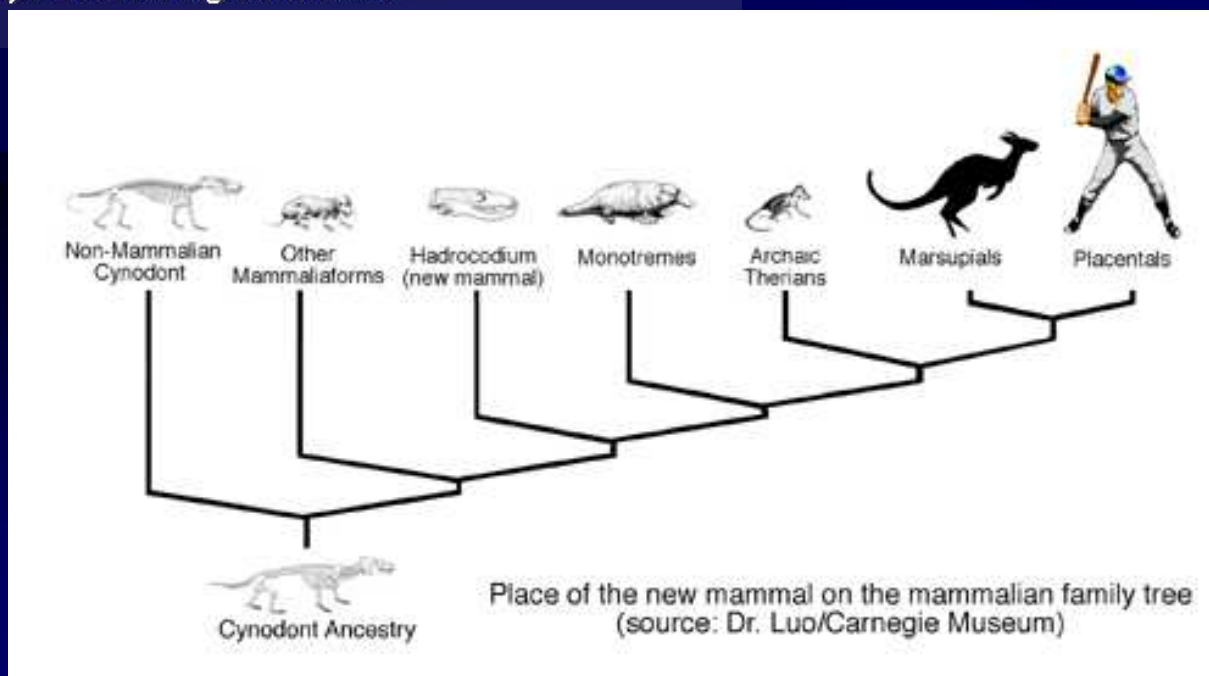 Non-Mammalian
Cynodont
Other
Mammaliaforms
Hadrocodium
(new mammal)
Monotremes
Archaic
Therians
Marsupials
Placentals
Cynodont Ancestry
Place of the new mammal on the mammalian family tree
(source: Dr. Luo/Carnegie Museum)